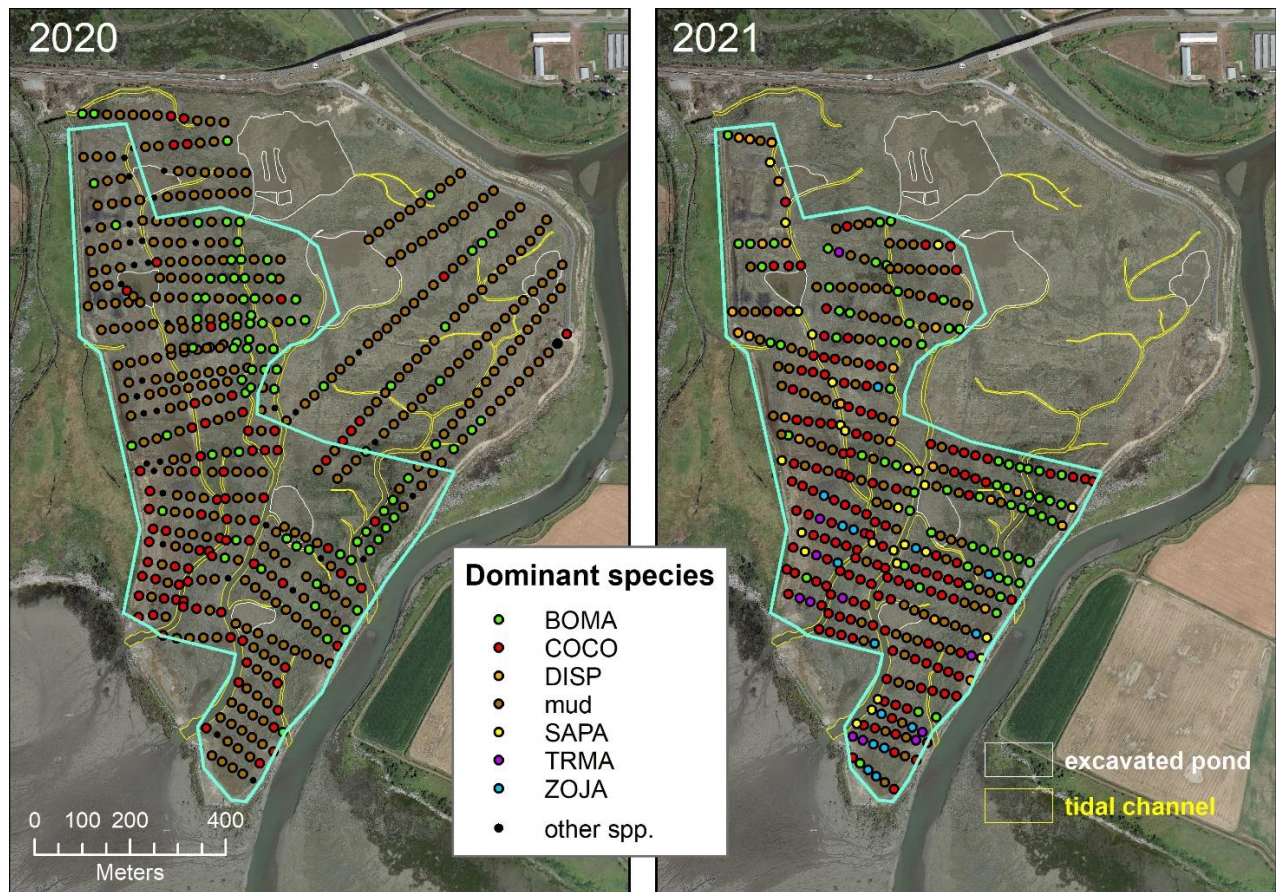 2020
2021
Dominant species
BOMA
COCO
DISP
mud
SAPA
TRMA
ZOJA
other spp.
excavated pond
tidal channel
0 100 200 400
Meters